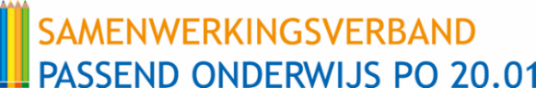 SAMENWERKINGSVERBAND
PASSEND ONDERWIJS PO 20.01